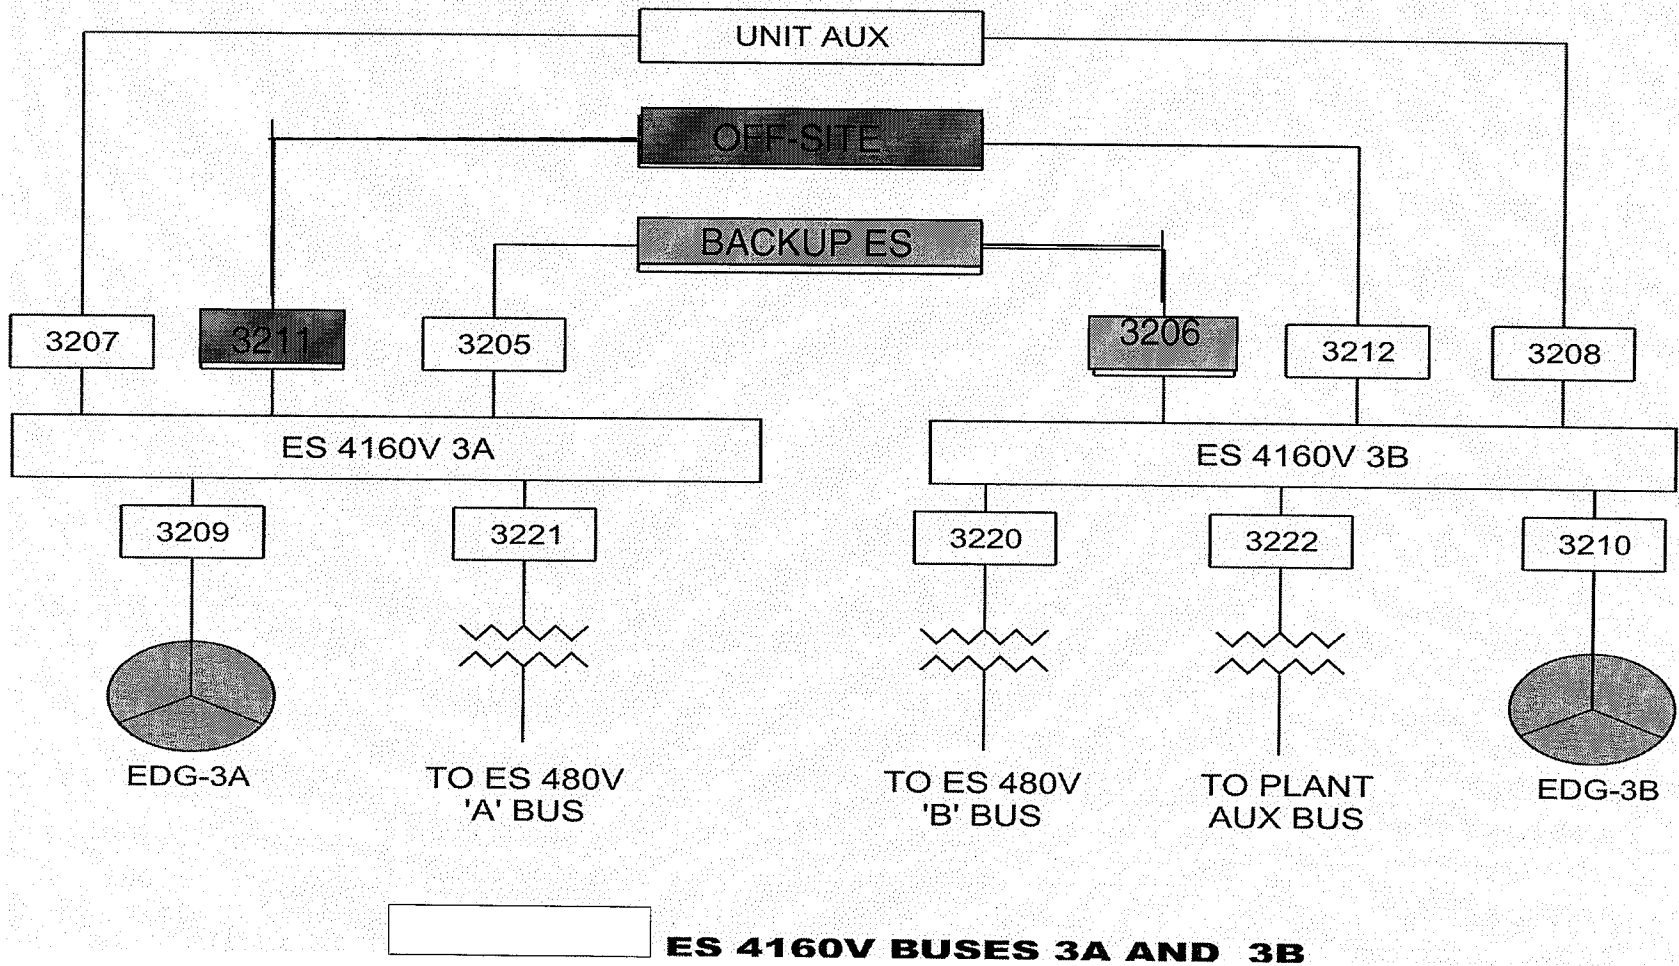 UNIT AUX
OFF-SITE
BACKUP ES
3207
3211
3205
3206
3212
3208
ES 4160V 3A
ES 4160V 3B
3209
3221
3220
3222
3210
EDG-3A
TO ES 480V
'A' BUS
TO ES 480V
'B' BUS
TO PLANT
AUX BUS
EDG-3B
ES 4160V BUSES 3A AND 3B